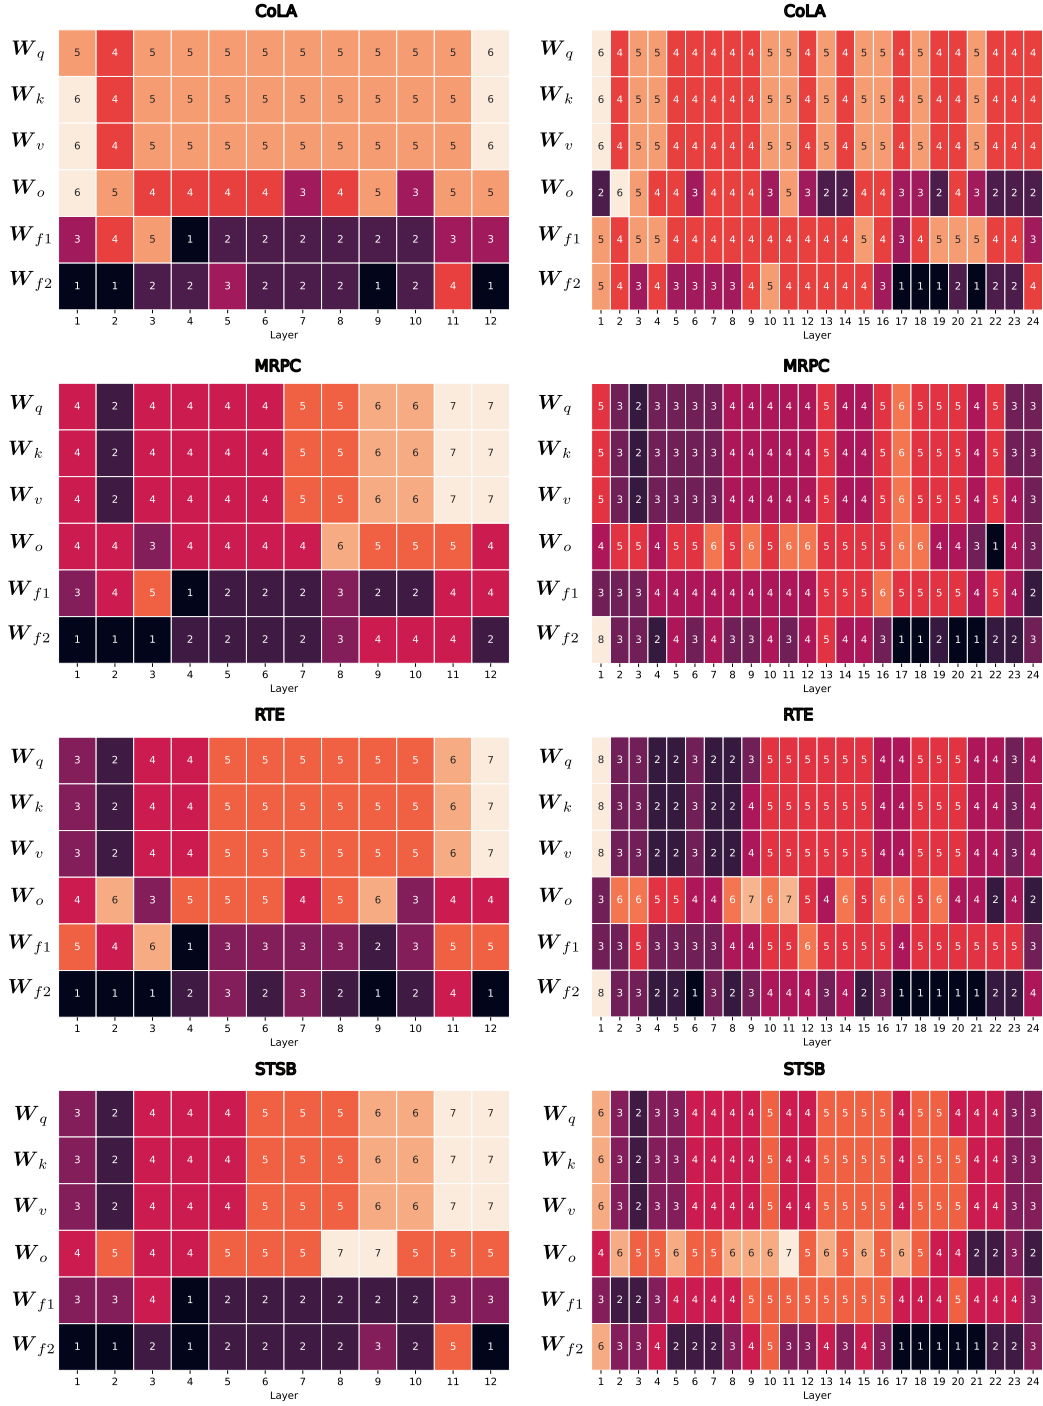 CoLA
W q 5 4 5 5 5 5 5 5 5 5 5 6
W k 6 4 5 5 5 5 5 5 5 5 5 6
W v 6 4 5 5 5 5 5 5 5 5 5 6
W o 6 5 4 4 4 4 3 4 5 3 5 5
W f1 3 4 5 1 2 2 2 2 2 2 3 3
W f2 1 1 2 2 3 2 2 2 1 2 4 1
1 2 3 4 5 6 7 8 9 10 11 12
Layer
CoLA
W q 6 4 5 5 4 4 4 4 4 5 5 4 5 4 5 5 4 5 4 4 5 4 4 4
W k 6 4 5 5 4 4 4 4 4 5 5 4 5 4 5 5 4 5 4 4 5 4 4 4
W v 6 4 5 5 4 4 4 4 4 5 5 4 5 4 5 5 4 5 4 4 5 4 4 4
W o 2 6 5 4 4 3 4 4 4 3 5 3 2 2 4 4 3 3 2 4 3 2 2 2
W f1 5 4 5 5 4 4 4 4 4 4 4 4 4 4 5 4 3 4 5 5 5 4 4 3
W f2 5 4 3 4 3 3 3 3 4 5 4 4 4 4 4 3 1 1 1 2 1 2 2 4
1 2 3 4 5 6 7 8 9 10 11 12 13 14 15 16 17 18 19 20 21 22 23 24
Layer
MRPC
W q 4 2 4 4 4 4 5 5 6 6 7 7
W k 4 2 4 4 4 4 5 5 6 6 7 7
W v 4 2 4 4 4 4 5 5 6 6 7 7
W o 4 4 3 4 4 4 4 6 5 5 5 4
W f1 3 4 5 1 2 2 2 3 2 2 4 4
W f2 1 1 1 2 2 2 2 3 4 4 4 2
1 2 3 4 5 6 7 8 9 10 11 12
Layer
MRPC
W q 5 3 2 3 3 3 3 4 4 4 4 4 5 4 4 5 6 5 5 5 4 5 3 3
W k 5 3 2 3 3 3 3 4 4 4 4 4 5 4 4 5 6 5 5 5 4 5 3 3
W v 5 3 2 3 3 3 3 4 4 4 4 4 5 4 4 5 6 5 5 5 4 5 4 3
W o 4 5 5 4 5 5 6 5 6 5 6 6 5 5 5 5 6 6 4 4 3 1 4 3
W f1 3 3 3 4 4 4 4 4 4 4 4 4 5 5 5 6 5 5 5 5 4 5 4 2
W f2 8 3 3 2 4 3 4 3 3 4 3 4 5 4 4 3 1 1 2 1 1 2 2 3
1 2 3 4 5 6 7 8 9 10 11 12 13 14 15 16 17 18 19 20 21 22 23 24
Layer
RTE
W q 3 2 4 4 5 5 5 5 5 5 6 7
W k 3 2 4 4 5 5 5 5 5 5 6 7
W v 3 2 4 4 5 5 5 5 5 5 6 7
W o 4 6 3 5 5 5 4 5 6 3 4 4
W f1 5 4 6 1 3 3 3 3 2 3 5 5
W f2 1 1 1 2 3 2 3 2 1 2 4 1
1 2 3 4 5 6 7 8 9 10 11 12
Layer
RTE
W q 8 3 3 2 2 3 2 2 3 5 5 5 5 5 5 4 4 5 5 5 4 4 3 4
W k 8 3 3 2 2 3 2 2 4 5 5 5 5 5 5 4 4 5 5 5 4 4 3 4
W v 8 3 3 2 2 3 2 2 4 5 5 5 5 5 5 4 4 5 5 5 4 4 3 4
W o 3 6 6 5 5 4 4 6 7 6 7 5 4 6 5 6 6 5 6 4 4 2 4 2
W f1 3 3 5 3 3 3 3 4 4 5 5 6 5 5 5 5 4 5 5 5 5 5 5 3
W f2 8 3 3 2 2 1 3 2 3 4 4 4 3 4 2 3 1 1 1 1 1 2 2 4
1 2 3 4 5 6 7 8 9 10 11 12 13 14 15 16 17 18 19 20 21 22 23 24
Layer
STSB
W q 3 2 4 4 4 5 5 5 6 6 7 7
W k 3 2 4 4 4 5 5 5 6 6 7 7
W v 3 2 4 4 4 5 5 5 6 6 7 7
W o 4 5 4 4 5 5 5 7 7 5 5 5
W f1 3 3 4 1 2 2 2 2 2 2 3 3
W f2 1 1 2 1 2 2 2 2 3 2 5 1
1 2 3 4 5 6 7 8 9 10 11 12
Layer
STSB
W q 6 3 2 3 3 4 4 4 4 5 4 4 5 5 5 5 4 5 5 4 4 4 3 3
W k 6 3 2 3 3 4 4 4 4 5 4 4 5 5 5 5 4 5 5 5 4 4 3 3
W v 6 3 2 3 3 4 4 4 4 5 4 4 5 5 5 5 4 5 5 5 4 4 3 3
W o 4 6 5 5 6 5 5 6 6 6 7 5 6 5 6 5 6 5 4 4 2 2 3 2
W f1 3 2 2 3 4 4 4 4 5 5 5 5 5 5 5 5 4 4 4 5 4 4 4 3
W f2 6 3 3 4 2 2 2 3 4 5 3 3 4 3 4 3 1 1 1 1 1 2 2 3
1 2 3 4 5 6 7 8 9 10 11 12 13 14 15 16 17 18 19 20 21 22 23 24
Layer